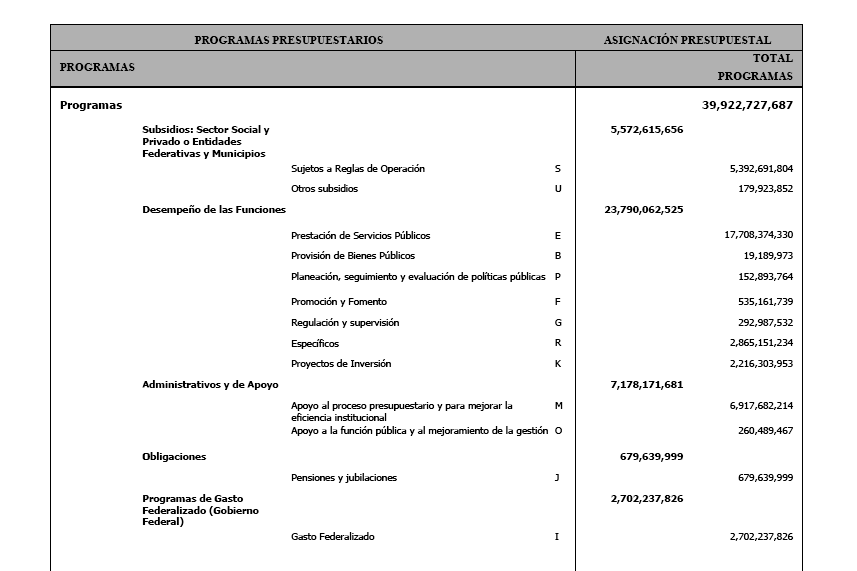 PROGRAMAS PRESUPUESTARIOS ASIGNACIÓN PRESUPUESTAL
PROGRAMAS TOTAL PROGRAMAS
Programas 39,922,727,687
Subsidios: Sector Social y 5,572,615,656
Privado o Entidades
Federativas y Municipios
Sujetos a Reglas de Operación S 5,392,691,804
Otros subsidios U 179,923,852
Desempeño de las Funciones 23,790,062,525
Prestación de Servicios Públicos E 17,708,374,330
Provisión de Bienes Públicos B 19,189,973
Planeación, seguimiento y evaluación de políticas públicas P 152,893,764
Promoción y Fomento F 535,161,739
Regulación y supervisión G 292,987,532
Específicos R 2,865,151,234
Proyectos de Inversión K 2,216,303,953
Administrativos y de Apoyo 7,178,171,681
Apoyo al proceso presupuestario y para mejorar la M 6,917,682,214
eficiencia institucional
Apoyo a la función pública y al mejoramiento de la gestión O 260,489,467
Obligaciones 679,639,999
Pensiones y jubilaciones J 679,639,999
Programas de Gasto 2,702,237,826
Federalizado (Gobierno
Federal)
Gasto Federalizado I 2,702,237,826